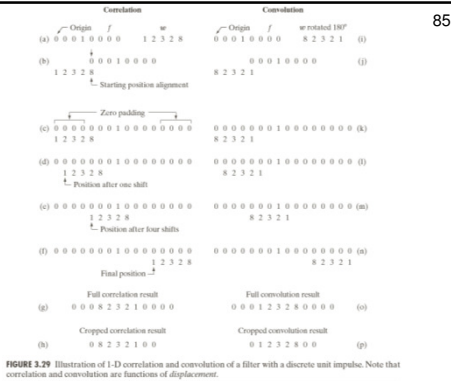 85
Correlation Convolution
Origin f w Origin f w rotated 180°
(a) 0 0 0 1 0 0 0 0 1 2 3 2 8 0 0 0 1 0 0 0 0 8 2 3 2 1 (i)
(b) 0 0 0 1 0 0 0 0 0 0 0 1 0 0 0 0 (j)
1 2 3 2 8 8 2 3 2 1
Starting position alignment
Zero padding
(c) 0 0 0 0 0 0 0 1 0 0 0 0 0 0 0 0 0 0 0 0 0 0 0 1 0 0 0 0 0 0 0 0 (k)
1 2 3 2 8 8 2 3 2 1
(d) 0 0 0 0 0 0 0 1 0 0 0 0 0 0 0 0 0 0 0 0 0 0 0 1 0 0 0 0 0 0 0 0 (l)
1 2 3 2 8 8 2 3 2 1
Position after one shift
(e) 0 0 0 0 0 0 0 1 0 0 0 0 0 0 0 0 0 0 0 0 0 0 0 1 0 0 0 0 0 0 0 0 (m)
1 2 3 2 8 8 2 3 2 1
Position after four shifts
(f) 0 0 0 0 0 0 0 1 0 0 0 0 0 0 0 0 0 0 0 0 0 0 0 1 0 0 0 0 0 0 0 0 (n)
1 2 3 2 8 8 2 3 2 1
Final position
Full correlation result Full convolution result
(g) 0 0 0 8 2 3 2 1 0 0 0 0 0 0 0 1 2 3 2 8 0 0 0 0 (o)
Cropped correlation result Cropped convolution result
(h) 0 8 2 3 2 1 0 0 0 1 2 3 2 8 0 0 (p)
FIGURE 3.29 Illustration of 1-D correlation and convolution of a filter with a discrete unit impulse. Note that
correlation and convolution are functions of displacement.